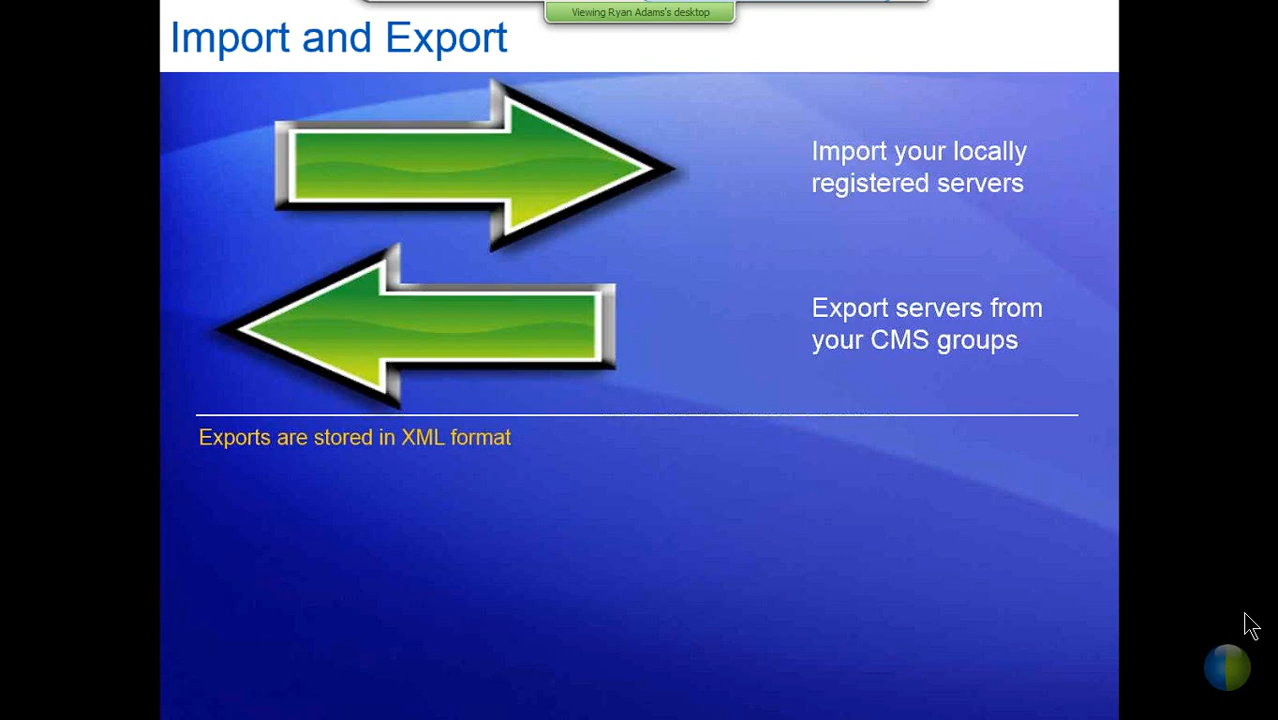 Viewing Ryan Adams's desktop
Import and Export
Import your locally
registered servers
Export servers from
your CMS groups
Exports are stored in XML format